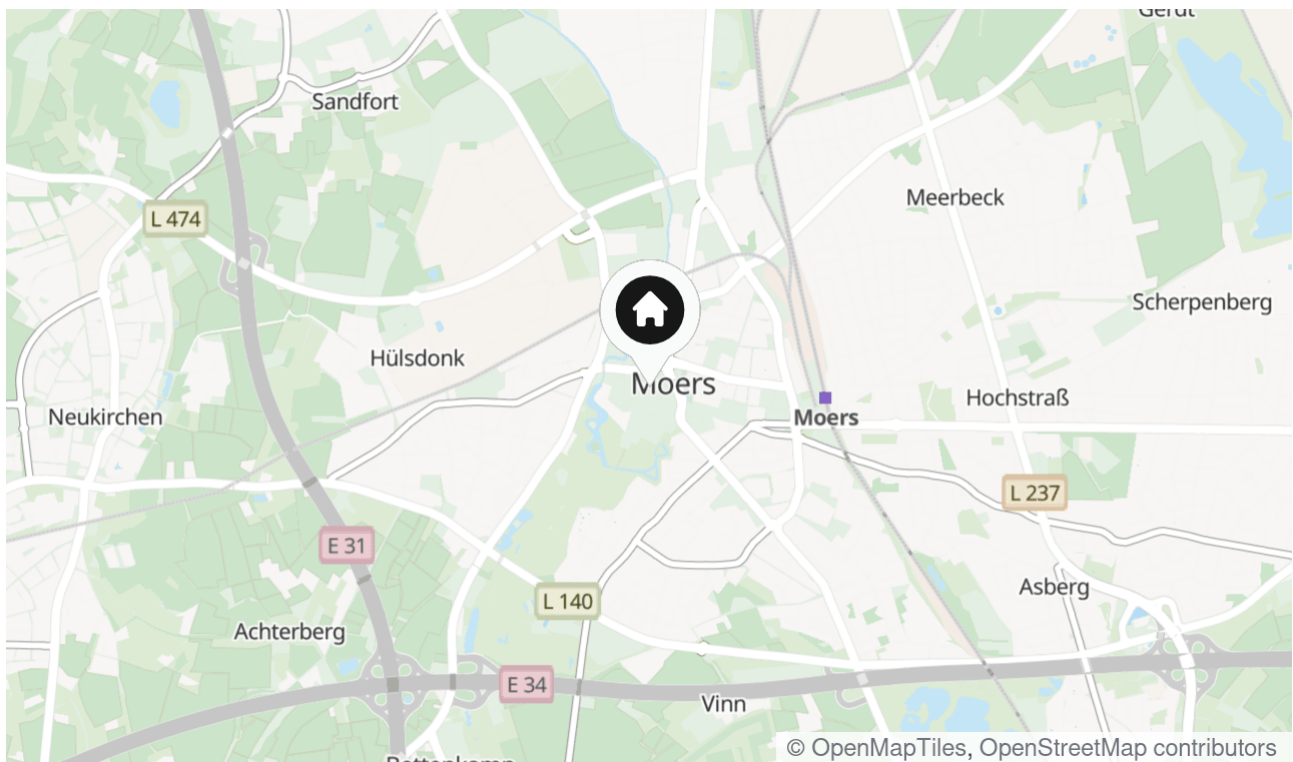 Sandfort
L 474
Meerbeck
Scherpenberg
Hülsdonk
Moers
Neukirchen
Hochstraß
Moers
L 237
E 31
Asberg
L 140
Achterberg
E 34
Vinn
© OpenMapTiles, OpenStreetMap contributors